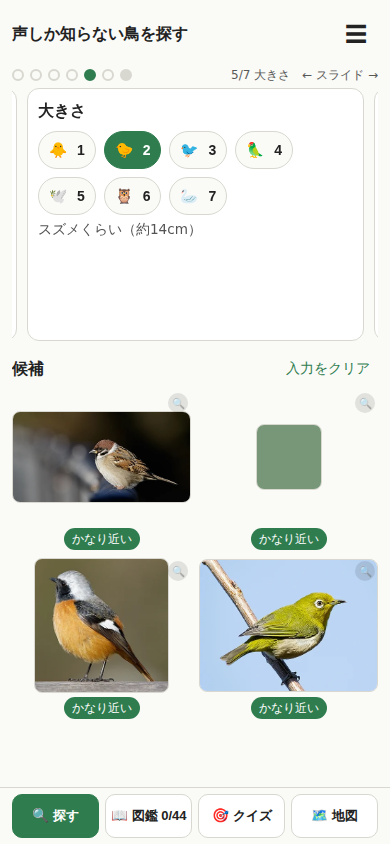 声しか知らない鳥を探す
5/7 大きさ ← スライド →
大きさ
1 2 3 4
5 6 7
スズメくらい（約14cm）
候補 入力をクリア
かなり近い かなり近い
かなり近い かなり近い
探す 図鑑 0/44 クイズ 地図